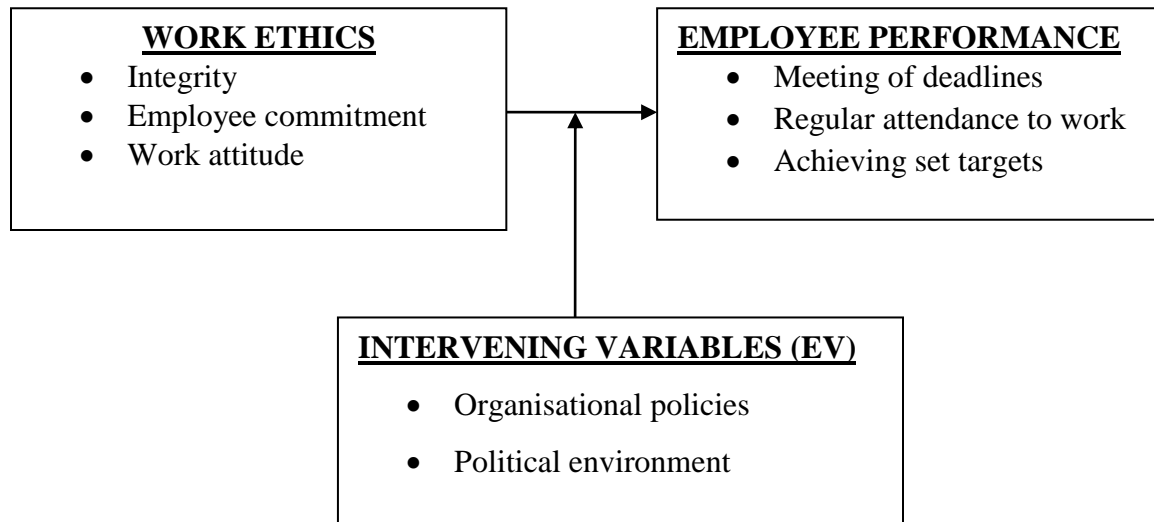 WORK ETHICS
• Integrity
• Employee commitment
• Work attitude
EMPLOYEE PERFORMANCE
• Meeting of deadlines
• Regular attendance to work
• Achieving set targets
INTERVENING VARIABLES (EV)
• Organisational policies
• Political environment